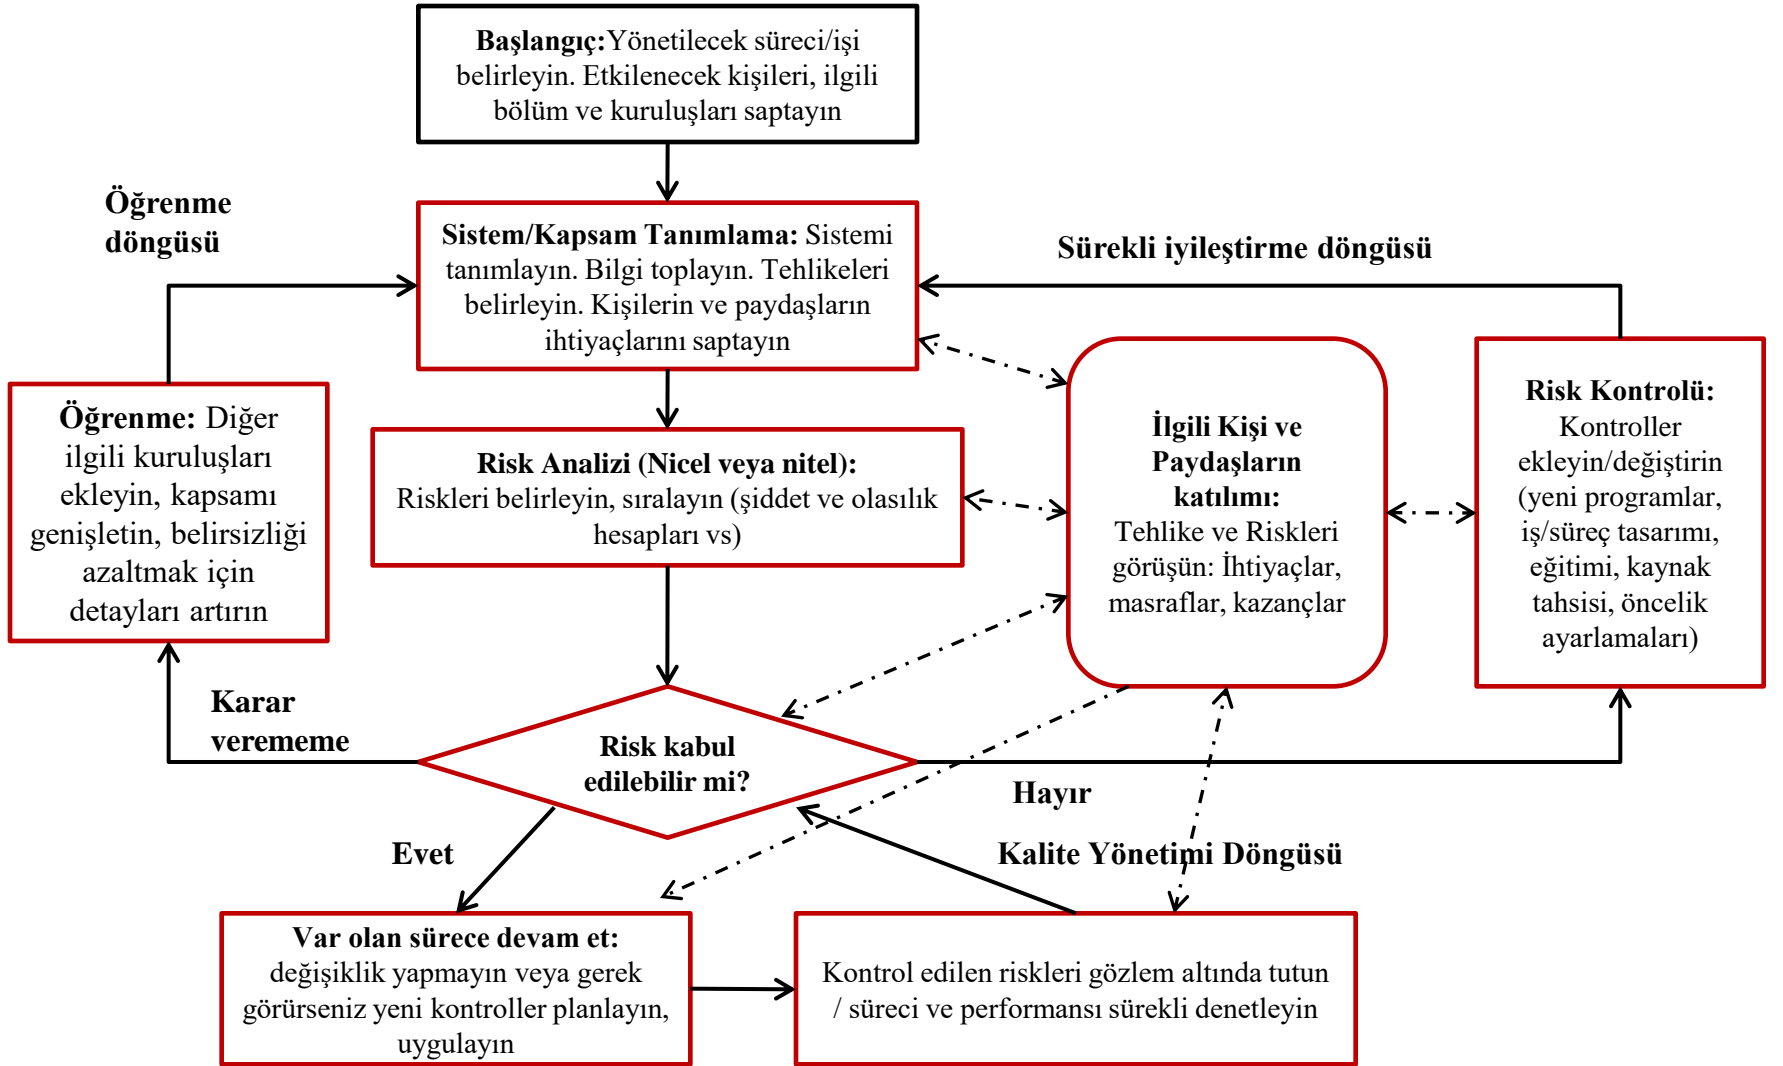 Başlangıç:Yönetilecek süreci/işi
belirleyin. Etkilenecek kişileri, ilgili
bölüm ve kuruluşları saptayın
Öğrenme
döngüsü
Sistem/Kapsam Tanımlama: Sistemi
tanımlayın. Bilgi toplayın. Tehlikeleri
belirleyin. Kişilerin ve paydaşların
ihtiyaçlarını saptayın
Sürekli iyileştirme döngüsü
Öğrenme: Diğer
ilgili kuruluşları
ekleyin, kapsamı
genişletin, belirsizliği
azaltmak için
detayları artırın
Risk Analizi (Nicel veya nitel):
Riskleri belirleyin, sıralayın (şiddet ve olasılık
hesapları vs)
İlgili Kişi ve
Paydaşların
katılımı:
Tehlike ve Riskleri
görüşün: İhtiyaçlar,
masraflar, kazançlar
Risk Kontrolü:
Kontroller
ekleyin/değiştirin
(yeni programlar,
iş/süreç tasarımı,
eğitimi, kaynak
tahsisi, öncelik
ayarlamaları)
Karar
verememe
Risk kabul
edilebilir mi?
Hayır
Evet
Kalite Yönetimi Döngüsü
Var olan sürece devam et:
değişiklik yapmayın veya gerek
görürseniz yeni kontroller planlayın,
uygulayın
Kontrol edilen riskleri gözlem altında tutun
/ süreci ve performansı sürekli denetleyin